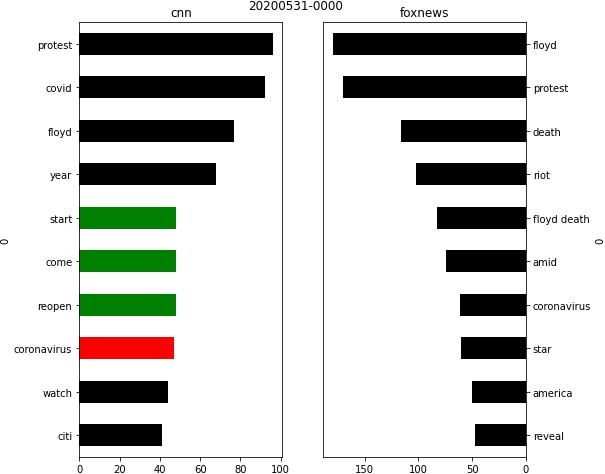 20200531-0000
cnn
foxnews
protest
covid
floyd
year
start
come
reopen
coronavirus
watch
citi
0
0 20 40 60 80 100
floyd
protest
death
riot
floyd death
amid
coronavirus
star
america
reveal
0
150 100 50 0